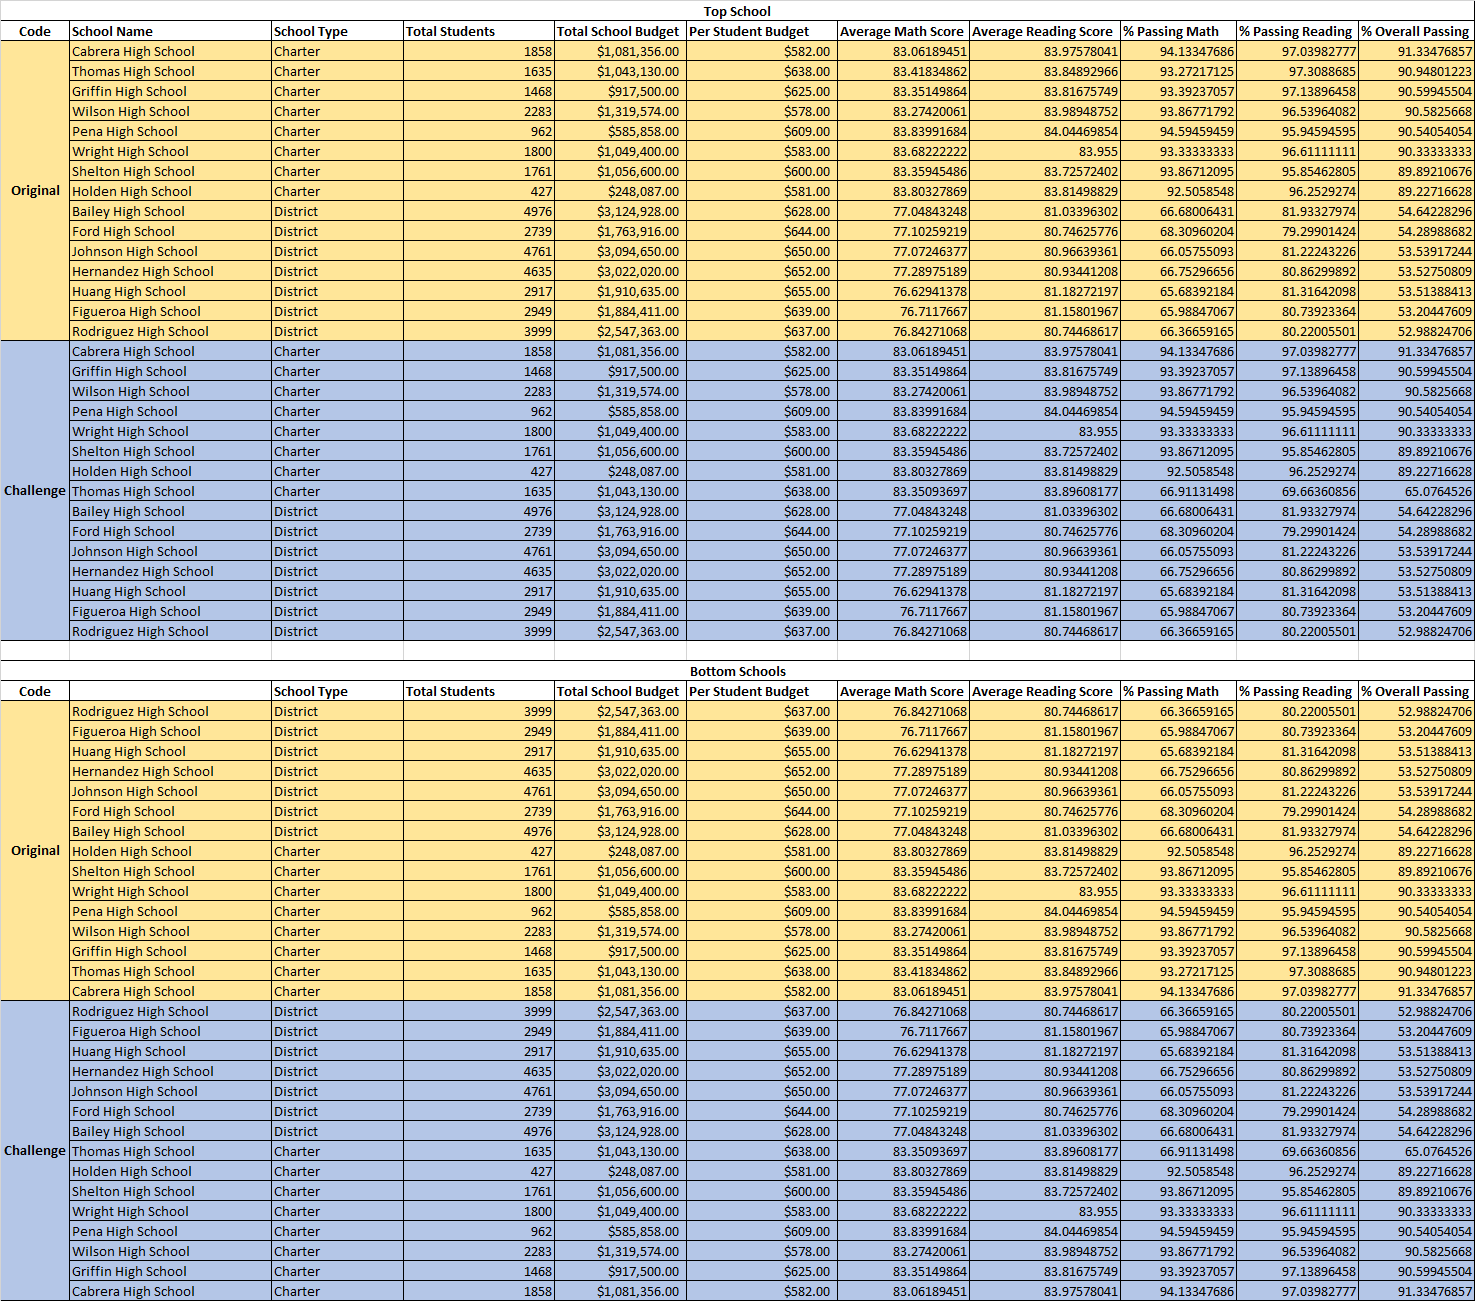 Top School
Code School Name School Type Total Students Total School Budget Per Student Budget Average Math Score Average Reading Score % Passing Math % Passing Reading % Overall Passing
Cabrera High School Charter 1858 $1,081,356.00 $582.00 83.06189451 83.97578041 94.13347686 97.03982777 91.33476857
Thomas High School Charter 1635 $1,043,130.00 $638.00 83.41834862 83.84892966 93.27217125 97.3088685 90.94801223
Griffin High School Charter 1468 $917,500.00 $625.00 83.35149864 83.81675749 93.39237057 97.13896458 90.59945504
Wilson High School Charter 2283 $1,319,574.00 $578.00 83.27420061 83.98948752 93.86771792 96.53964082 90.5825668
Pena High School Charter 962 $585,858.00 $609.00 83.83991684 84.04469854 94.59459459 95.94594595 90.54054054
Wright High School Charter 1800 $1,049,400.00 $583.00 83.68222222 83.955 93.33333333 96.61111111 90.33333333
Shelton High School Charter 1761 $1,056,600.00 $600.00 83.35945486 83.72572402 93.86712095 95.85462805 89.89210676
Original Holden High School Charter 427 $248,087.00 $581.00 83.80327869 83.81498829 92.5058548 96.2529274 89.22716628
Bailey High School District 4976 $3,124,928.00 $628.00 77.04843248 81.03396302 66.68006431 81.93327974 54.64228296
Ford High School District 2739 $1,763,916.00 $644.00 77.10259219 80.74625776 68.30960204 79.29901424 54.28988682
Johnson High School District 4761 $3,094,650.00 $650.00 77.07246377 80.96639361 66.05755093 81.22243226 53.53917244
Hernandez High School District 4635 $3,022,020.00 $652.00 77.28975189 80.93441208 66.75296656 80.86299892 53.52750809
Huang High School District 2917 $1,910,635.00 $655.00 76.62941378 81.18272197 65.68392184 81.31642098 53.51388413
Figueroa High School District 2949 $1,884,411.00 $639.00 76.7117667 81.15801967 65.98847067 80.73923364 53.20447609
Rodriguez High School District 3999 $2,547,363.00 $637.00 76.84271068 80.74468617 66.36659165 80.22005501 52.98824706
Cabrera High School Charter 1858 $1,081,356.00 $582.00 83.06189451 83.97578041 94.13347686 97.03982777 91.33476857
Griffin High School Charter 1468 $917,500.00 $625.00 83.35149864 83.81675749 93.39237057 97.13896458 90.59945504
Wilson High School Charter 2283 $1,319,574.00 $578.00 83.27420061 83.98948752 93.86771792 96.53964082 90.5825668
Pena High School Charter 962 $585,858.00 $609.00 83.83991684 84.04469854 94.59459459 95.94594595 90.54054054
Wright High School Charter 1800 $1,049,400.00 $583.00 83.68222222 83.955 93.33333333 96.61111111 90.33333333
Shelton High School Charter 1761 $1,056,600.00 $600.00 83.35945486 83.72572402 93.86712095 95.85462805 89.89210676
Holden High School Charter 427 $248,087.00 $581.00 83.80327869 83.81498829 92.5058548 96.2529274 89.22716628
Challenge Thomas High School Charter 1635 $1,043,130.00 $638.00 83.35093697 83.89608177 66.91131498 69.66360856 65.0764526
Bailey High School District 4976 $3,124,928.00 $628.00 77.04843248 81.03396302 66.68006431 81.93327974 54.64228296
Ford High School District 2739 $1,763,916.00 $644.00 77.10259219 80.74625776 68.30960204 79.29901424 54.28988682
Johnson High School District 4761 $3,094,650.00 $650.00 77.07246377 80.96639361 66.05755093 81.22243226 53.53917244
Hernandez High School District 4635 $3,022,020.00 $652.00 77.28975189 80.93441208 66.75296656 80.86299892 53.52750809
Huang High School District 2917 $1,910,635.00 $655.00 76.62941378 81.18272197 65.68392184 81.31642098 53.51388413
Figueroa High School District 2949 $1,884,411.00 $639.00 76.7117667 81.15801967 65.98847067 80.73923364 53.20447609
Rodriguez High School District 3999 $2,547,363.00 $637.00 76.84271068 80.74468617 66.36659165 80.22005501 52.98824706
Bottom Schools
Code School Type Total Students Total School Budget Per Student Budget Average Math Score Average Reading Score % Passing Math % Passing Reading % Overall Passing
Rodriguez High School District 3999 $2,547,363.00 $637.00 76.84271068 80.74468617 66.36659165 80.22005501 52.98824706
Figueroa High School District 2949 $1,884,411.00 $639.00 76.7117667 81.15801967 65.98847067 80.73923364 53.20447609
Huang High School District 2917 $1,910,635.00 $655.00 76.62941378 81.18272197 65.68392184 81.31642098 53.51388413
Hernandez High School District 4635 $3,022,020.00 $652.00 77.28975189 80.93441208 66.75296656 80.86299892 53.52750809
Johnson High School District 4761 $3,094,650.00 $650.00 77.07246377 80.96639361 66.05755093 81.22243226 53.53917244
Ford High School District 2739 $1,763,916.00 $644.00 77.10259219 80.74625776 68.30960204 79.29901424 54.28988682
Bailey High School District 4976 $3,124,928.00 $628.00 77.04843248 81.03396302 66.68006431 81.93327974 54.64228296
Original Holden High School Charter 427 $248,087.00 $581.00 83.80327869 83.81498829 92.5058548 96.2529274 89.22716628
Shelton High School Charter 1761 $1,056,600.00 $600.00 83.35945486 83.72572402 93.86712095 95.85462805 89.89210676
Wright High School Charter 1800 $1,049,400.00 $583.00 83.68222222 83.955 93.33333333 96.61111111 90.33333333
Pena High School Charter 962 $585,858.00 $609.00 83.83991684 84.04469854 94.59459459 95.94594595 90.54054054
Wilson High School Charter 2283 $1,319,574.00 $578.00 83.27420061 83.98948752 93.86771792 96.53964082 90.5825668
Griffin High School Charter 1468 $917,500.00 $625.00 83.35149864 83.81675749 93.39237057 97.13896458 90.59945504
Thomas High School Charter 1635 $1,043,130.00 $638.00 83.41834862 83.84892966 93.27217125 97.3088685 90.94801223
Cabrera High School Charter 1858 $1,081,356.00 $582.00 83.06189451 83.97578041 94.13347686 97.03982777 91.33476857
Rodriguez High School District 3999 $2,547,363.00 $637.00 76.84271068 80.74468617 66.36659165 80.22005501 52.98824706
Figueroa High School District 2949 $1,884,411.00 $639.00 76.7117667 81.15801967 65.98847067 80.73923364 53.20447609
Huang High School District 2917 $1,910,635.00 $655.00 76.62941378 81.18272197 65.68392184 81.31642098 53.51388413
Hernandez High School District 4635 $3,022,020.00 $652.00 77.28975189 80.93441208 66.75296656 80.86299892 53.52750809
Johnson High School District 4761 $3,094,650.00 $650.00 77.07246377 80.96639361 66.05755093 81.22243226 53.53917244
Ford High School District 2739 $1,763,916.00 $644.00 77.10259219 80.74625776 68.30960204 79.29901424 54.28988682
Bailey High School District 4976 $3,124,928.00 $628.00 77.04843248 81.03396302 66.68006431 81.93327974 54.64228296
Challenge Thomas High School Charter 1635 $1,043,130.00 $638.00 83.35093697 83.89608177 66.91131498 69.66360856 65.0764526
Holden High School Charter 427 $248,087.00 $581.00 83.80327869 83.81498829 92.5058548 96.2529274 89.22716628
Shelton High School Charter 1761 $1,056,600.00 $600.00 83.35945486 83.72572402 93.86712095 95.85462805 89.89210676
Wright High School Charter 1800 $1,049,400.00 $583.00 83.68222222 83.955 93.33333333 96.61111111 90.33333333
Pena High School Charter 962 $585,858.00 $609.00 83.83991684 84.04469854 94.59459459 95.94594595 90.54054054
Wilson High School Charter 2283 $1,319,574.00 $578.00 83.27420061 83.98948752 93.86771792 96.53964082 90.5825668
Griffin High School Charter 1468 $917,500.00 $625.00 83.35149864 83.81675749 93.39237057 97.13896458 90.59945504
Cabrera High School Charter 1858 $1,081,356.00 $582.00 83.06189451 83.97578041 94.13347686 97.03982777 91.33476857